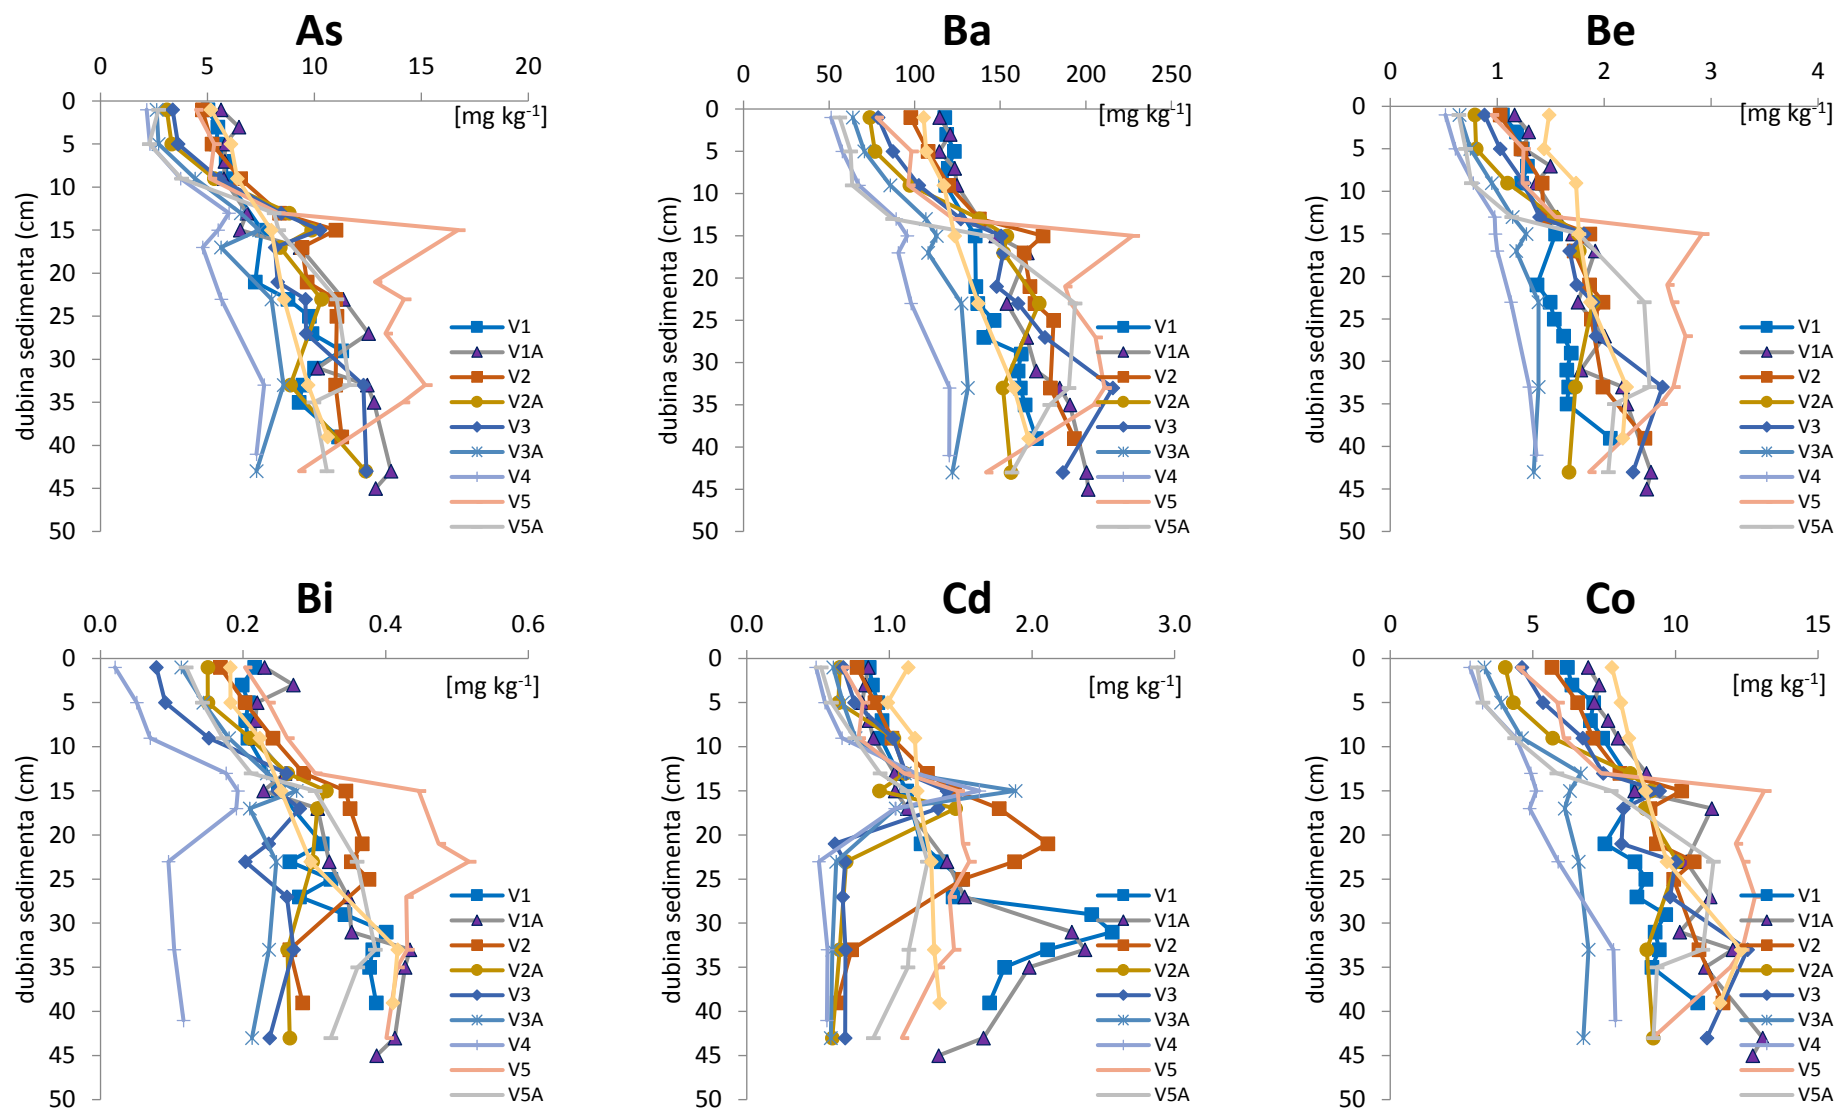 As
Ba
Be
0 5 10 15 20
0 50 100 150 200 250
0 1 2 3 4
[mg kg⁻¹]
[mg kg⁻¹]
[mg kg⁻¹]
dubina sedimenta (cm)
0
5
10
15
20
25
30
35
40
45
50
V1
V1A
V2
V2A
V3
V3A
V4
V5
V5A
dubina sedimenta (cm)
0
5
10
15
20
25
30
35
40
45
50
V1
V1A
V2
V2A
V3
V3A
V4
V5
V5A
dubina sedimenta (cm)
0
5
10
15
20
25
30
35
40
45
50
V1
V1A
V2
V2A
V3
V3A
V4
V5
V5A
Bi
Cd
Co
0.0 0.2 0.4 0.6
0.0 1.0 2.0 3.0
0 5 10 15
[mg kg⁻¹]
[mg kg⁻¹]
[mg kg⁻¹]
dubina sedimenta (cm)
0
5
10
15
20
25
30
35
40
45
50
V1
V1A
V2
V2A
V3
V3A
V4
V5
V5A
dubina sedimenta (cm)
0
5
10
15
20
25
30
35
40
45
50
V1
V1A
V2
V2A
V3
V3A
V4
V5
V5A
dubina sedimenta (cm)
0
5
10
15
20
25
30
35
40
45
50
V1
V1A
V2
V2A
V3
V3A
V4
V5
V5A